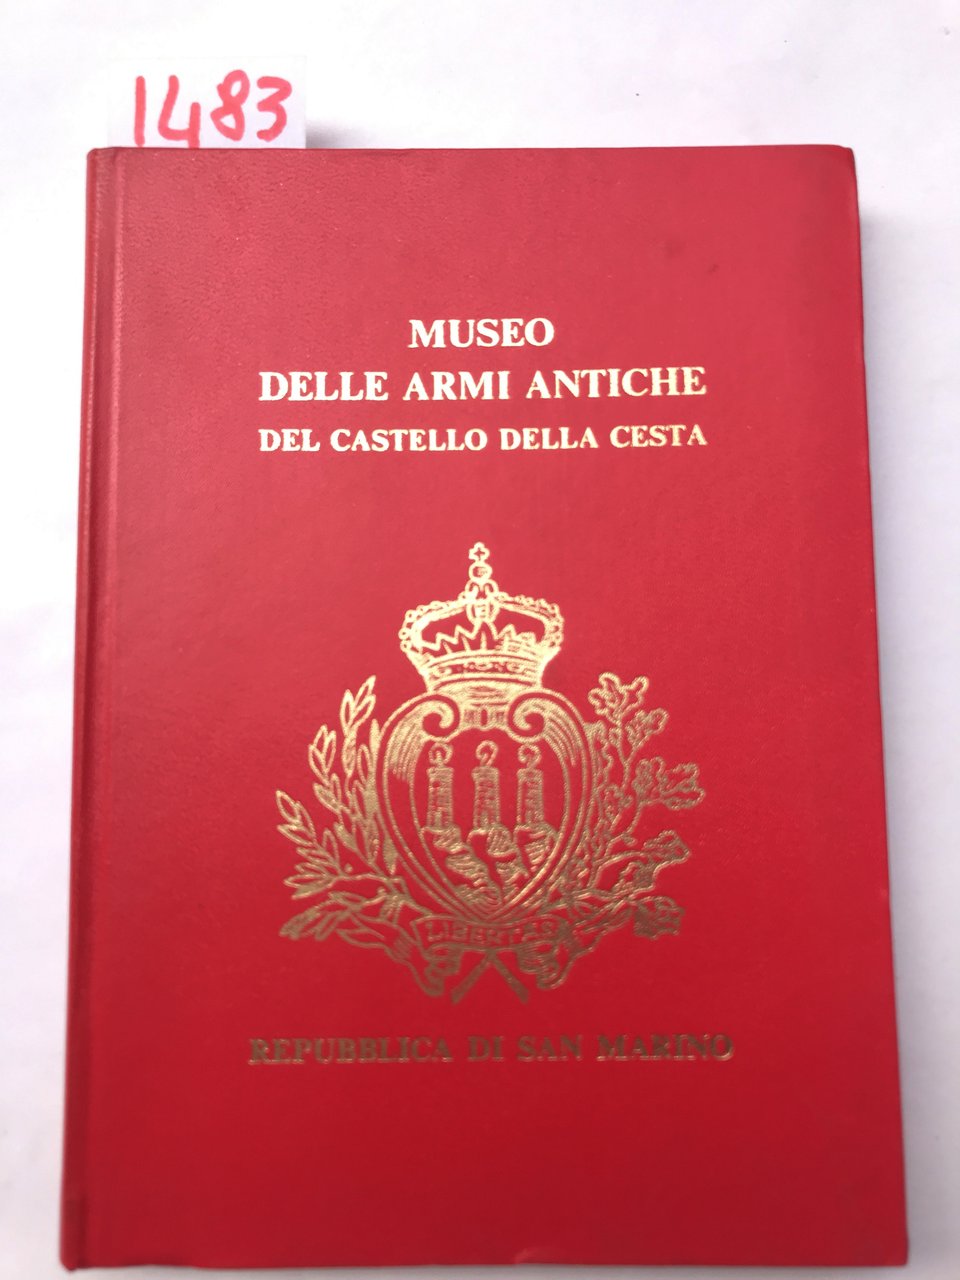 1483
MUSEO
DELLE ARMI ANTICHE
DEL CASTELLO DELLA CESTA
LIBERTAS
REPUBBLICA DI SAN MARINO